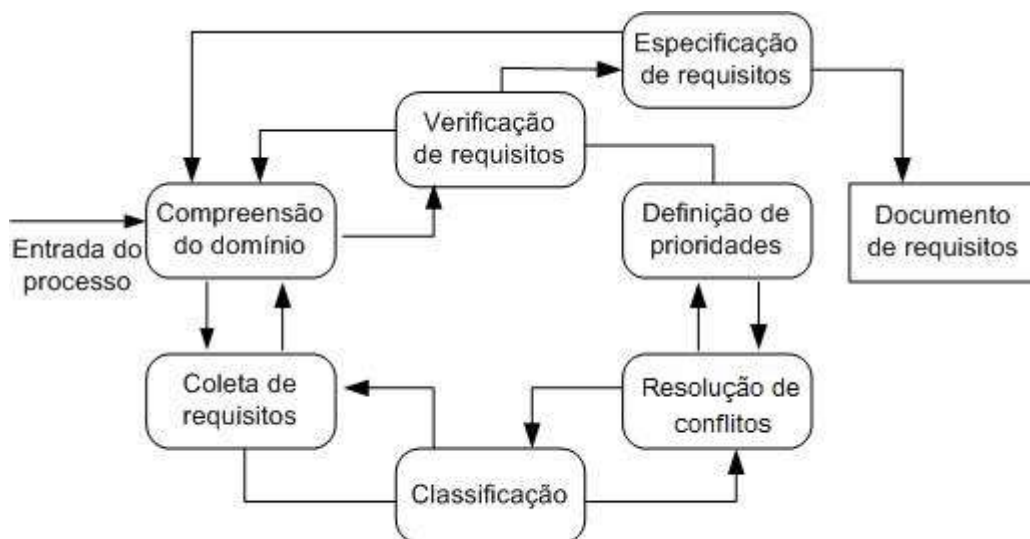 Especificação
de requisitos
Verificação
de requisitos
Compreensão
do domínio
Definição de
prioridades
Documento
de requisitos
Entrada do
processo
Coleta de
requisitos
Resolução de
conflitos
Classificação